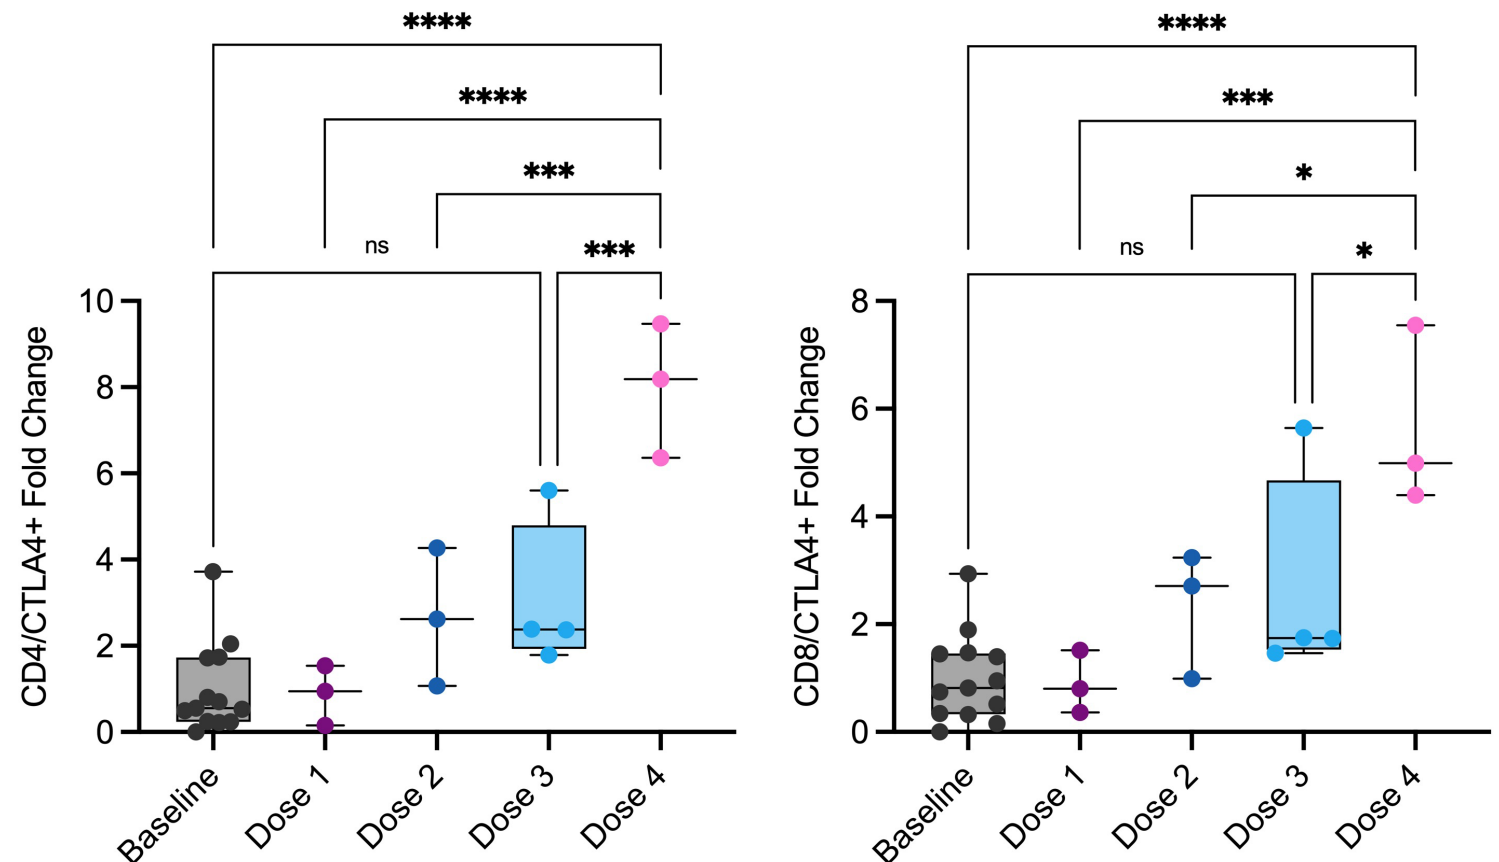 ****
****
***
ns
***
10
8
6
4
2
0
CD4/CTLA4+ Fold Change
Baseline
Dose 1
Dose 2
Dose 3
Dose 4
****
***
*
ns
*
8
6
4
2
0
CD8/CTLA4+ Fold Change
Baseline
Dose 1
Dose 2
Dose 3
Dose 4